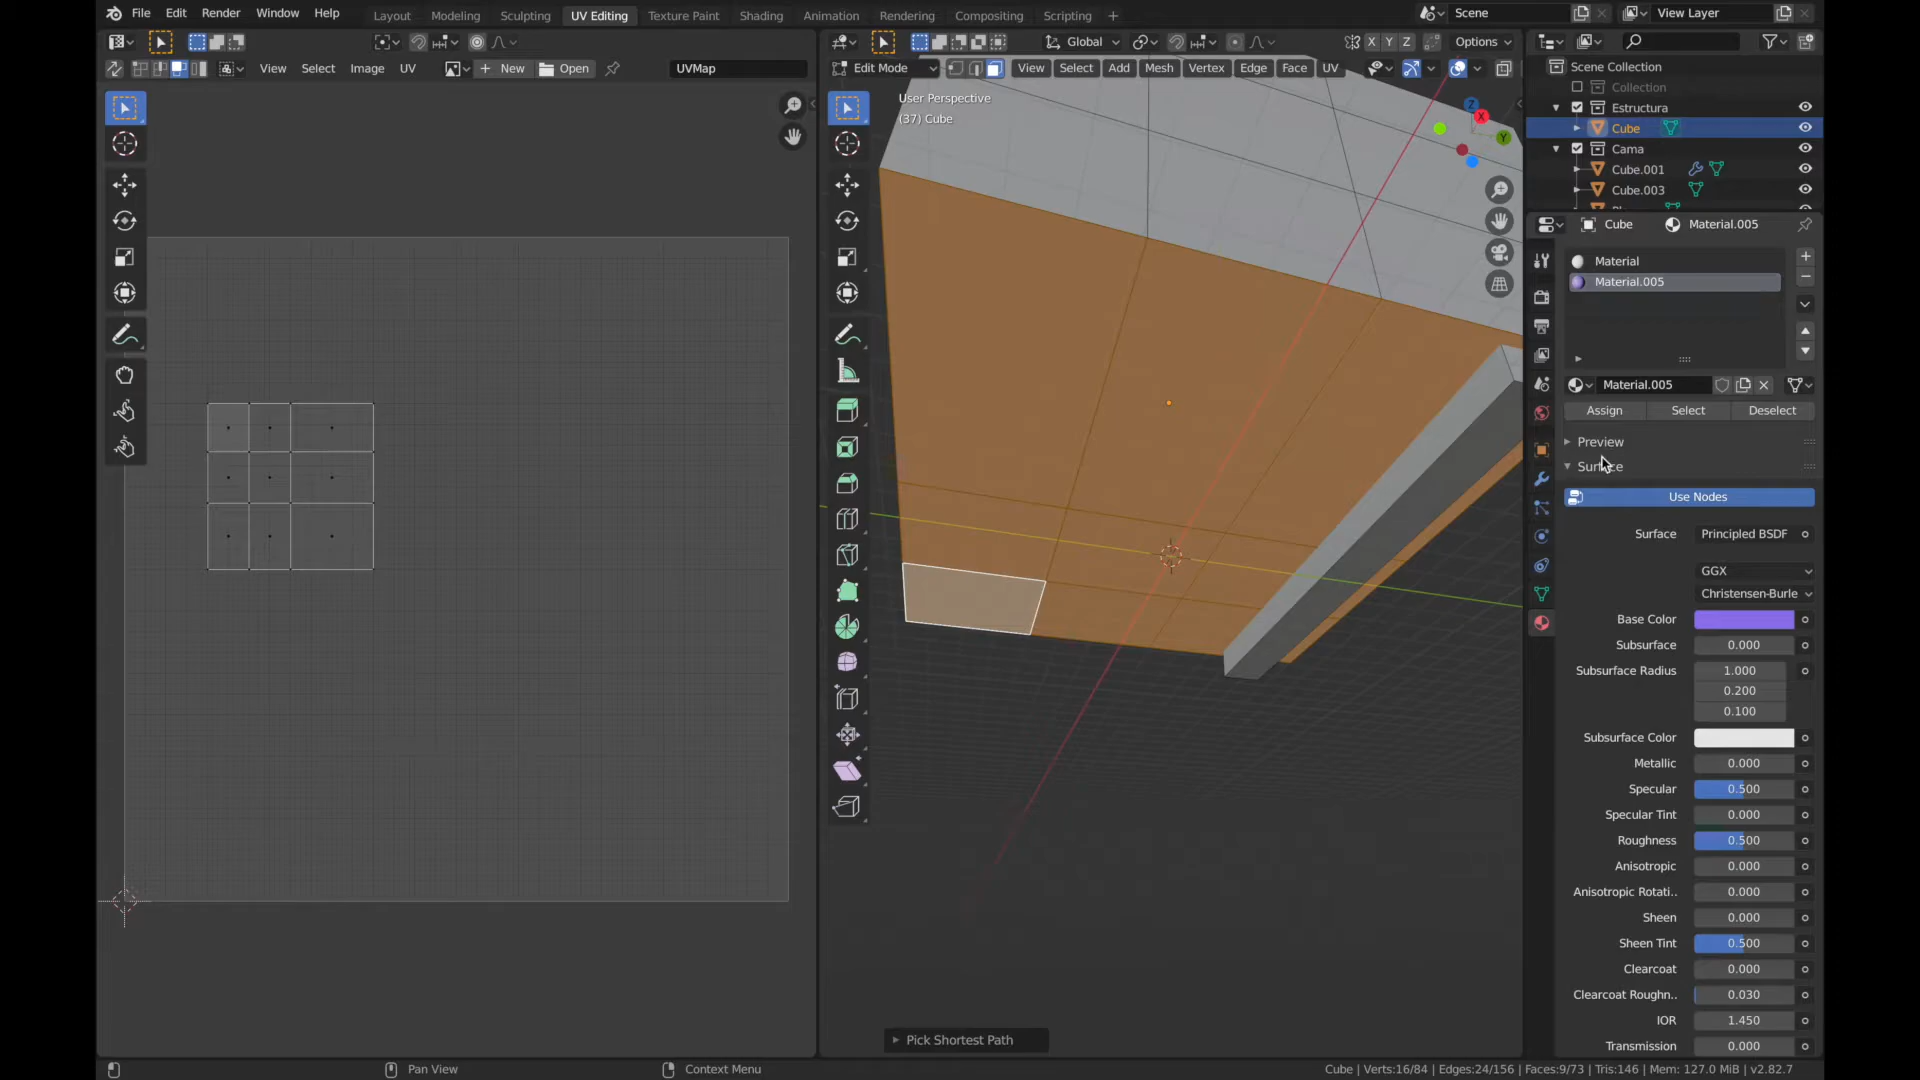 File Edit Render Window Help
Layout Modeling Sculpting UV Editing Texture Paint Shading Animation Rendering Compositing Scripting +
Scene
View Layer
Global
X Y Z
Options
View Select Image UV
New
Open
UVMap
Edit Mode
View Select Add Mesh Vertex Edge Face UV
User Perspective
(37) Cube
Z
X
Y
Scene Collection
Collection
Estructura
Cube
Cama
Cube.001
Cube.003
Cube
Material.005
Material
Material.005
Material.005
Assign
Select
Deselect
Preview
Surface
Use Nodes
Surface Principled BSDF
GGX
Christensen-Burle
Base Color
Subsurface 0.000
Subsurface Radius 1.000
0.200
0.100
Subsurface Color
Metallic 0.000
Specular 0.500
Specular Tint 0.000
Roughness 0.500
Anisotropic 0.000
Anisotropic Rotati.. 0.000
Sheen 0.000
Sheen Tint 0.500
Clearcoat 0.000
Clearcoat Roughn.. 0.030
IOR 1.450
Transmission 0.000
Pick Shortest Path
Pan View
Context Menu
Cube | Verts:16/84 | Edges:24/156 | Faces:9/73 | Tris:146 | Mem: 127.0 MiB | v2.82.7